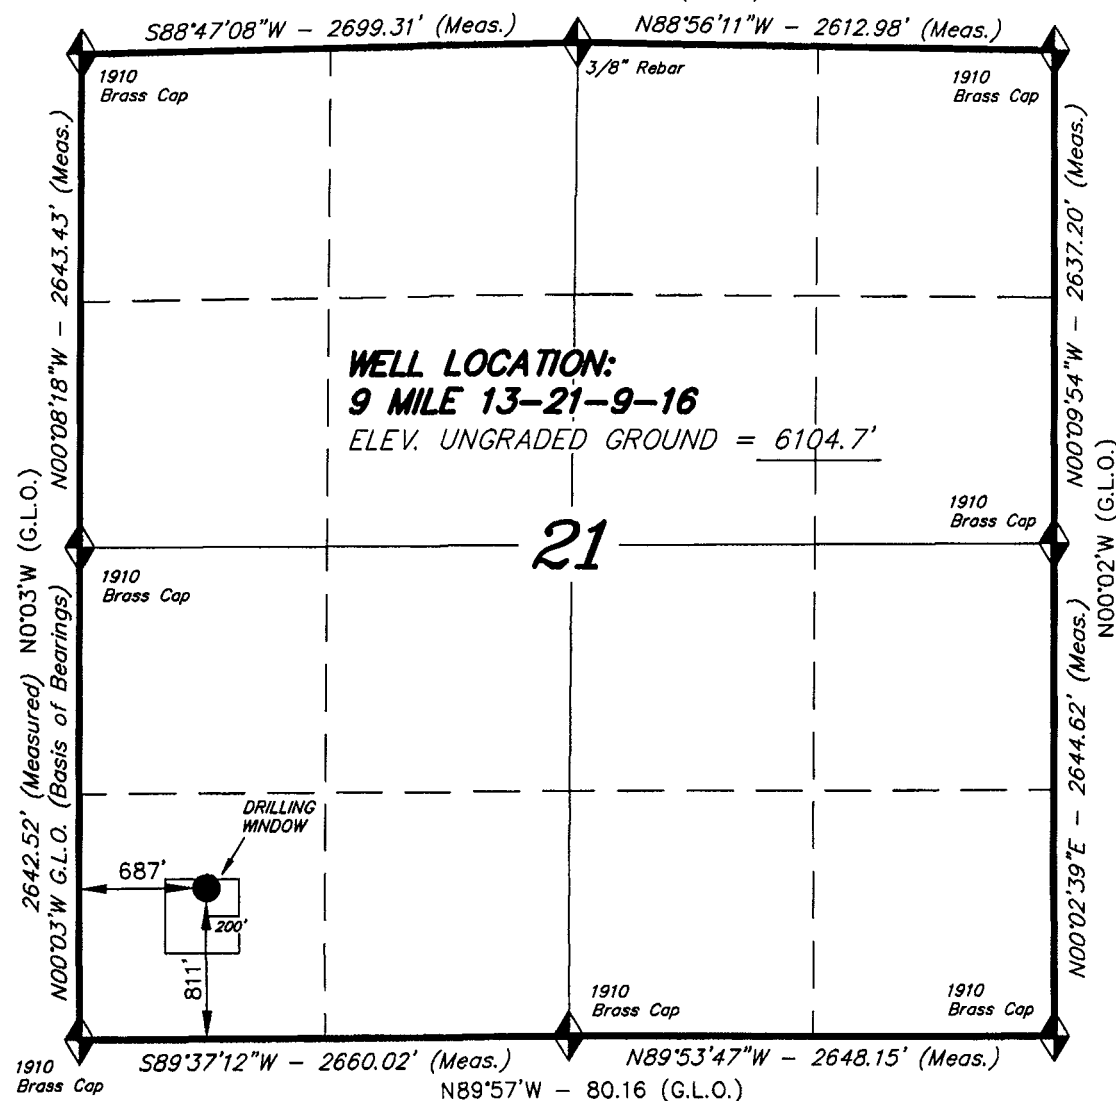 S88°47'08"W - 2699.31' (Meas.)
N88°56'11"W - 2612.98' (Meas.)
1910
Brass Cap
3/8" Rebar
1910
Brass Cap
N00°08'18"W - 2643.43' (Meas.)
N00°09'54"W - 2637.20' (Meas.)
WELL LOCATION:
9 MILE 13-21-9-16
ELEV. UNGRADED GROUND = 6104.7'
N0°03'W (G.L.O.)
N00°02'W (G.L.O.)
1910
Brass Cap
21
1910
Brass Cap
2642.52' (Measured)
N00°03'W G.L.O. (Basis of Bearings)
N00°02'39"E - 2644.62' (Meas.)
DRILLING
WINDOW
687'
200'
811'
1910
Brass Cap
1910
Brass Cap
1910
Brass Cap
S89°37'12"W - 2660.02' (Meas.)
N89°53'47"W - 2648.15' (Meas.)
N89°57'W - 80.16 (G.L.O.)